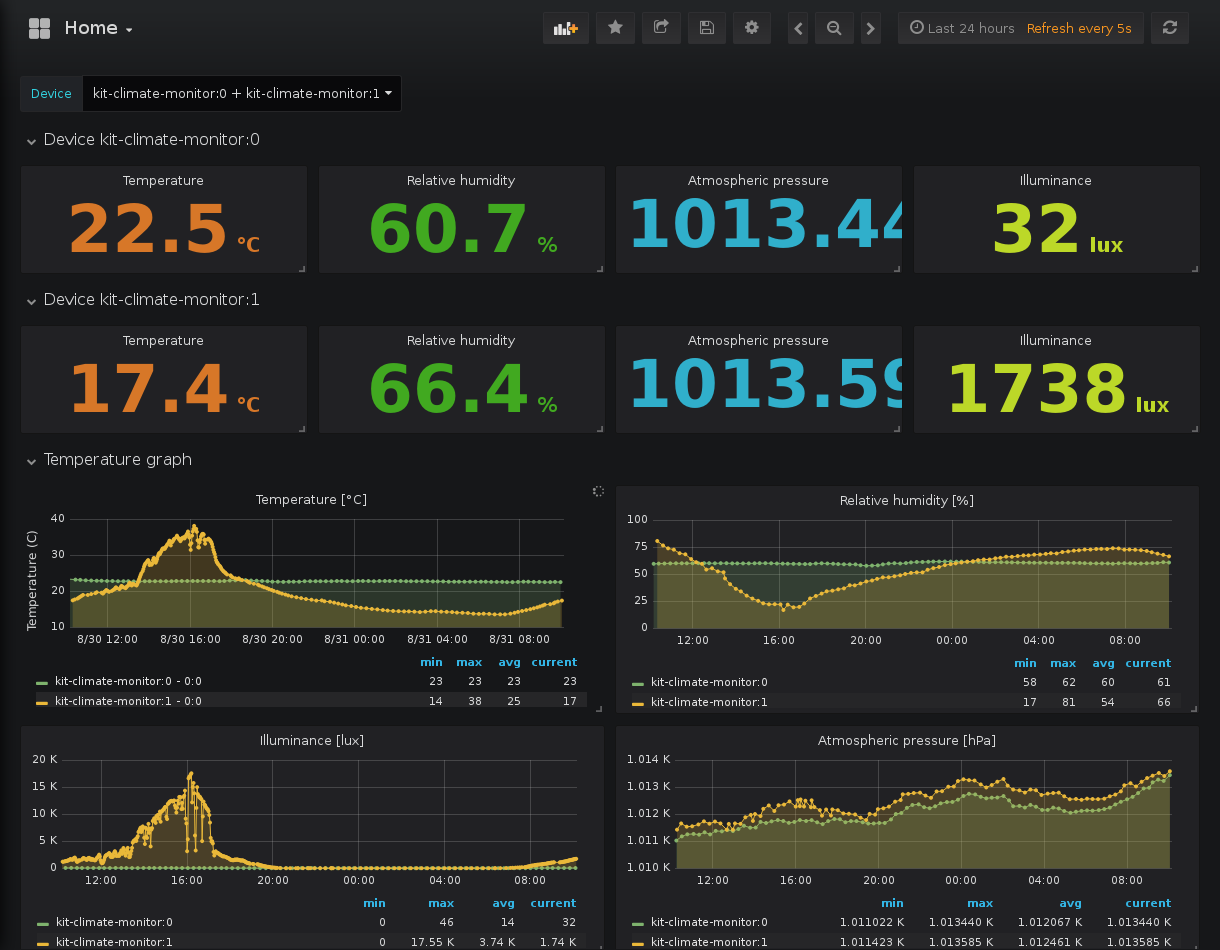 Home
Last 24 hours Refresh every 5s
Device kit-climate-monitor:0 + kit-climate-monitor:1
Device kit-climate-monitor:0
Temperature Relative humidity Atmospheric pressure Illuminance
22.5 °C 60.7 % 1013.44 32 lux
Device kit-climate-monitor:1
Temperature Relative humidity Atmospheric pressure Illuminance
17.4 °C 66.4 % 1013.59 1738 lux
Temperature graph
Temperature [°C]
Temperature (C)
40
30
20
10
8/30 12:00 8/30 16:00 8/30 20:00 8/31 00:00 8/31 04:00 8/31 08:00
min max avg current
kit-climate-monitor:0 - 0:0 23 23 23 23
kit-climate-monitor:1 - 0:0 14 38 25 17
Relative humidity [%]
100
75
50
25
0
12:00 16:00 20:00 00:00 04:00 08:00
min max avg current
kit-climate-monitor:0 58 62 60 61
kit-climate-monitor:1 17 81 54 66
Illuminance [lux]
20 K
15 K
10 K
5 K
0
12:00 16:00 20:00 00:00 04:00 08:00
min max avg current
kit-climate-monitor:0 0 46 14 32
kit-climate-monitor:1 0 17.55 K 3.74 K 1.74 K
Atmospheric pressure [hPa]
1.014 K
1.013 K
1.012 K
1.011 K
1.010 K
12:00 16:00 20:00 00:00 04:00 08:00
min max avg current
kit-climate-monitor:0 1.011022 K 1.013440 K 1.012067 K 1.013440 K
kit-climate-monitor:1 1.011423 K 1.013585 K 1.012461 K 1.013585 K